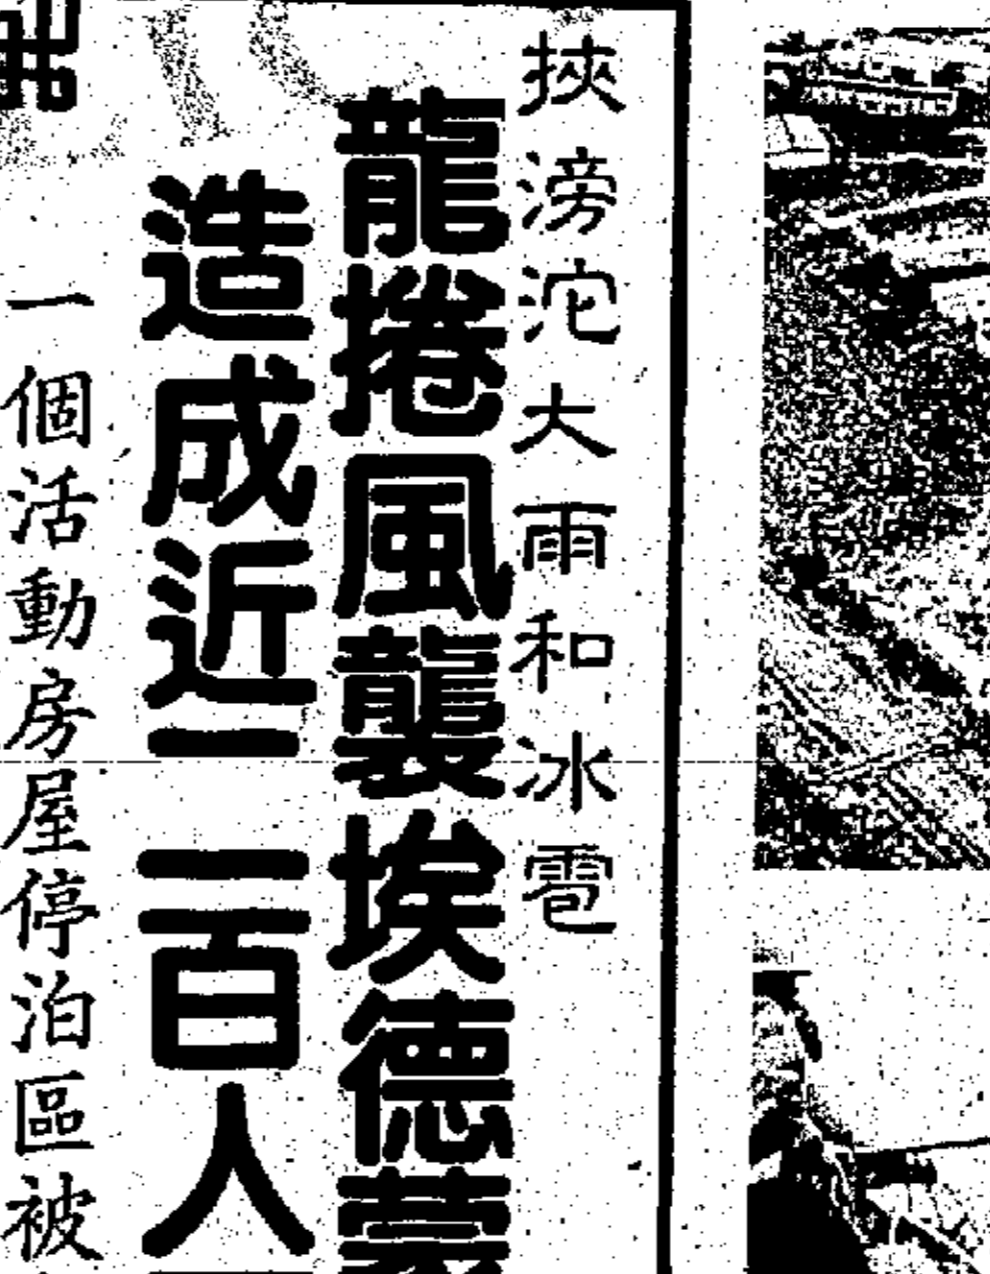 挾滂沱大雨和冰雹
龍捲風襲埃德蒙
造成近二百人
一個活動房屋停泊區被